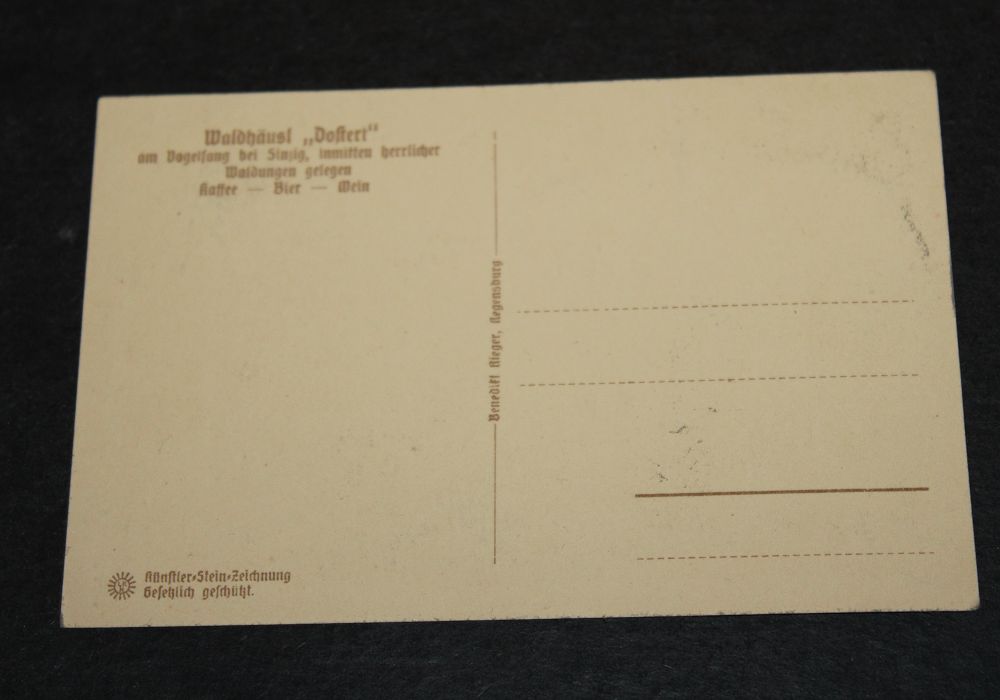 Waldhäusl „Dostert“
am Vogelsang bei Sinzig, inmitten herrlicher
Waldungen gelegen
Kaffee — Bier — Wein
Benedikt Rieger, Regensburg
Künstler-Stein-Zeichnung
Gesetzlich geschützt.